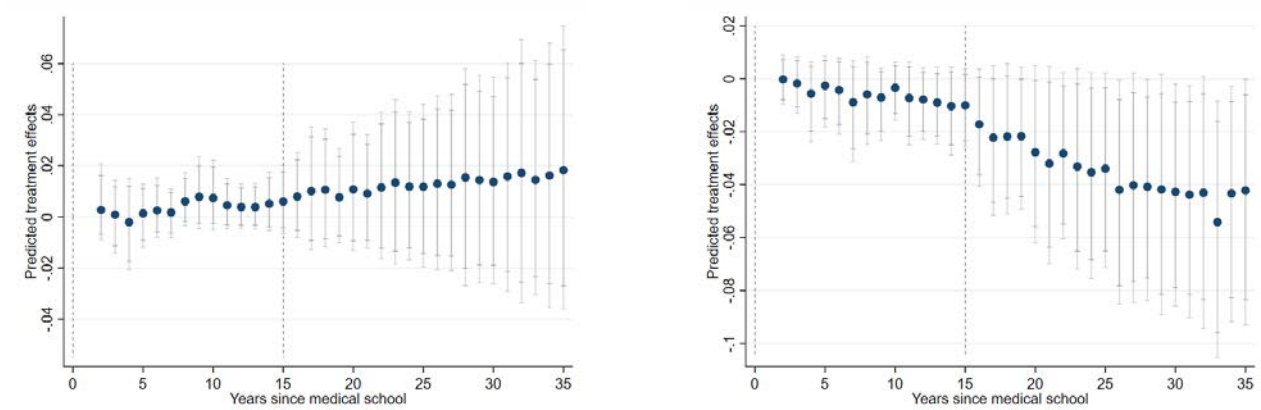 Predicted treatment effects
.06
.04
.02
0
-.02
-.04
0 5 10 15 20 25 30 35
Years since medical school
Predicted treatment effects
.02
0
-.02
-.04
-.06
-.08
-.1
0 5 10 15 20 25 30 35
Years since medical school